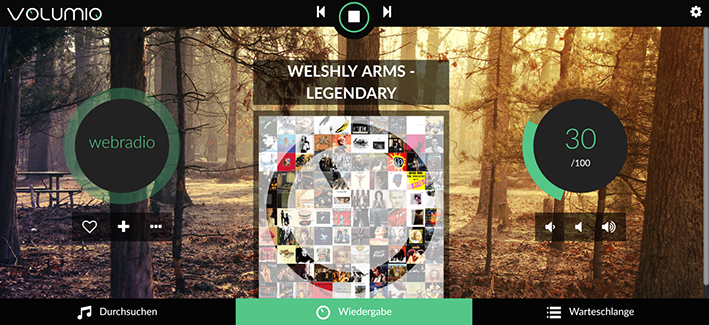 VOLUMIO
WELSHLY ARMS -
LEGENDARY
webradio
30
/100
Durchsuchen
Wiedergabe
Warteschlange